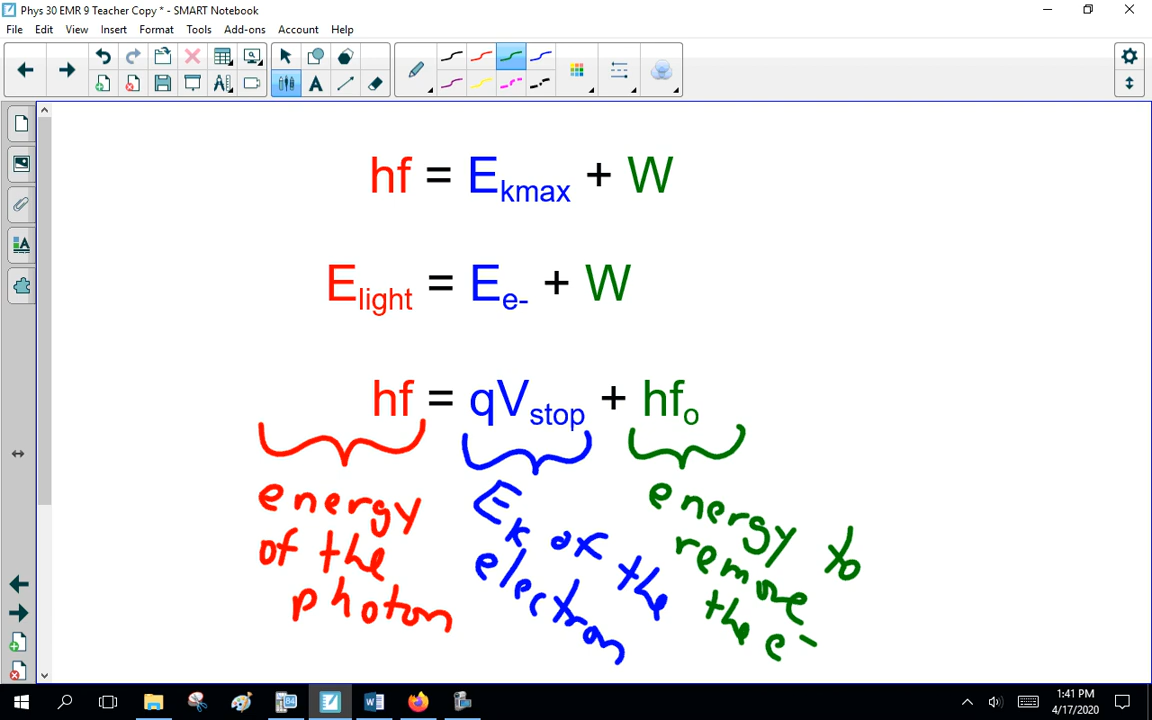 Phys 30 EMR 9 Teacher Copy * - SMART Notebook
File Edit View Insert Format Tools Add-ons Account Help
hf = Ekmax + W
Elight = Ee- + W
hf = qVstop + hfo
energy
of the
photon
Ek of the
electron
energy to
remove
the e-
1:41 PM
4/17/2020